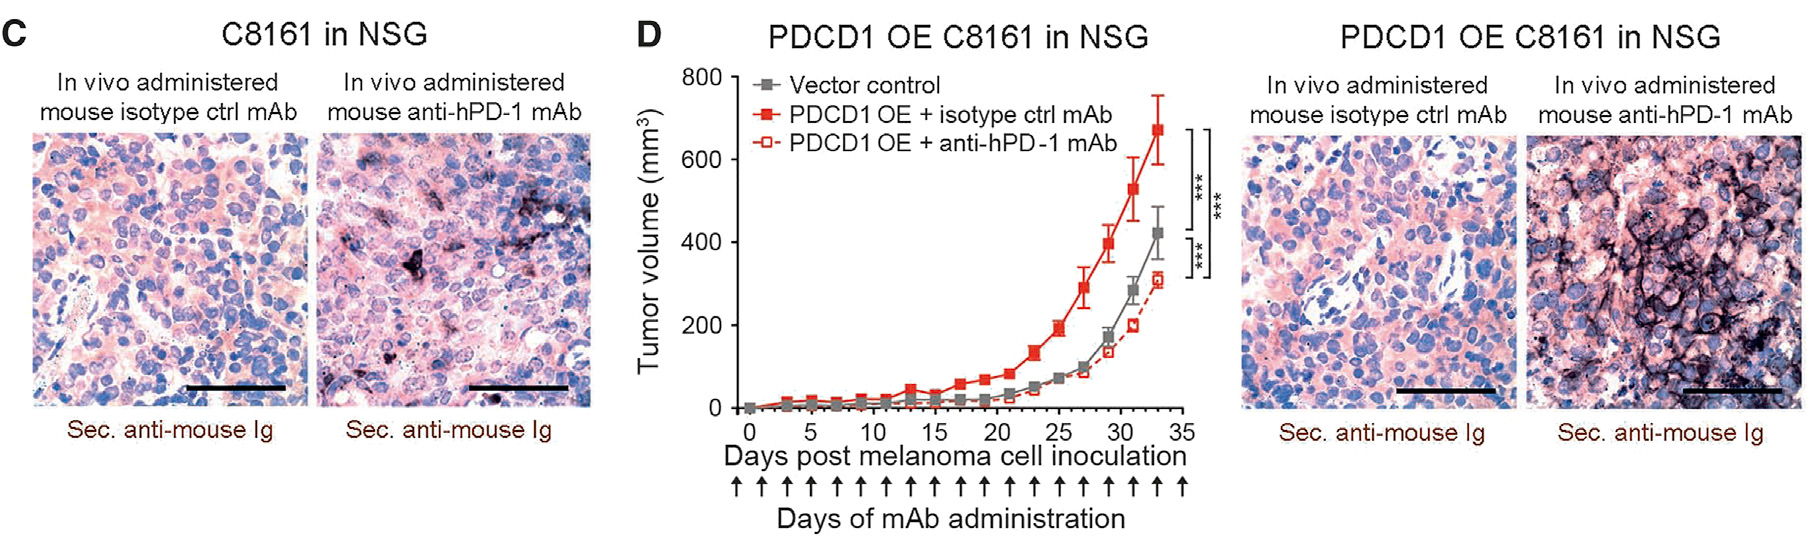 C
C8161 in NSG
In vivo administered
mouse isotype ctrl mAb
In vivo administered
mouse anti-hPD-1 mAb
Sec. anti-mouse Ig
Sec. anti-mouse Ig
D
PDCD1 OE C8161 in NSG
Tumor volume (mm³)
800
600
400
200
0
Vector control
PDCD1 OE + isotype ctrl mAb
PDCD1 OE + anti-hPD-1 mAb
***
***
***
0 5 10 15 20 25 30 35
Days post melanoma cell inoculation
Days of mAb administration
PDCD1 OE C8161 in NSG
In vivo administered
mouse isotype ctrl mAb
In vivo administered
mouse anti-hPD-1 mAb
Sec. anti-mouse Ig
Sec. anti-mouse Ig